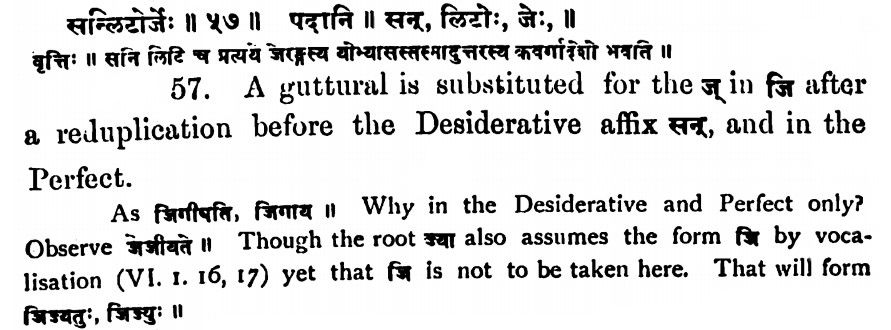 सन्लिटोर्जेः ॥ ५७ ॥ पदानि ॥ सन्, लिटोः, जेः, ॥
वृत्तिः ॥ सनि लिटि च प्रत्यये जेरङ्गस्य योभ्यासस्तस्मादुत्तरस्य कवर्गादेशो भवति ॥
57. A guttural is substituted for the ज् in जि after
a reduplication before the Desiderative affix सन्, and in the
Perfect.
As जिगीषति, जिगाय ॥ Why in the Desiderative and Perfect only?
Observe जेजीयते ॥ Though the root ज्या also assumes the form जि by voca-
lisation (VI. 1. 16, 17) yet that जि is not to be taken here. That will form
जिज्यतुः, जिज्युः ॥